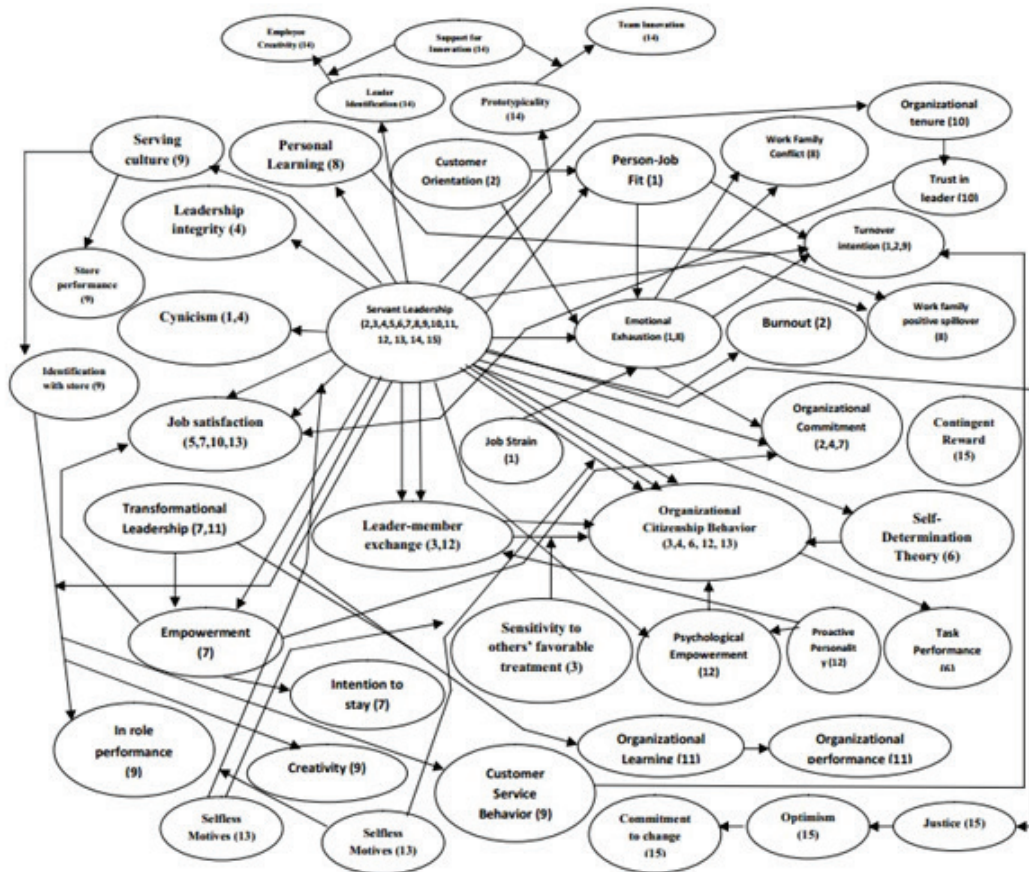 Employee
Creativity (14)
Support for
Innovation (14)
Team Innovation
(14)
Leader
Identification (14)
Prototypicality
(14)
Organizational
tenure (10)
Serving
culture (9)
Personal
Learning (8)
Customer
Orientation (2)
Person-Job
Fit (1)
Work Family
Conflict (8)
Trust in
leader (10)
Leadership
integrity (4)
Turnover
intention (1,2,9)
Store
performance
(9)
Cynicism (1,4)
Servant Leadership
(2,3,4,5,6,7,8,9,10,11,
12, 13, 14, 15)
Emotional
Exhaustion (1,8)
Burnout (2)
Work family
positive spillover
(8)
Identification
with store (9)
Job satisfaction
(5,7,10,13)
Job Strain
(1)
Organizational
Commitment
(2,4,7)
Contingent
Reward
(15)
Transformational
Leadership (7,11)
Leader-member
exchange (3,12)
Organizational
Citizenship Behavior
(3,4, 6, 12, 13)
Self-
Determination
Theory (6)
Empowerment
(7)
Sensitivity to
others' favorable
treatment (3)
Psychological
Empowerment
(12)
Proactive
Personalit
y (12)
Task
Performance
(6)
Intention to
stay (7)
In role
performance
(9)
Creativity (9)
Customer
Service
Behavior (9)
Organizational
Learning (11)
Organizational
performance (11)
Selfless
Motives (13)
Selfless
Motives (13)
Commitment
to change
(15)
Optimism
(15)
Justice (15)